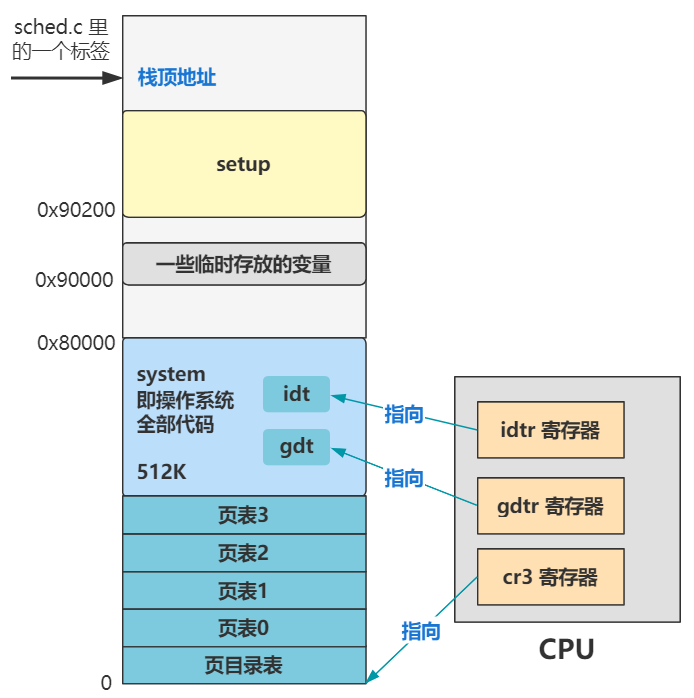 sched.c 里
的一个标签
栈顶地址
setup
0x90200
一些临时存放的变量
0x90000
0x80000
system
即操作系统
全部代码
512K
idt
gdt
指向
指向
idtr 寄存器
gdtr 寄存器
cr3 寄存器
页表3
页表2
页表1
页表0
页目录表
指向
CPU
0